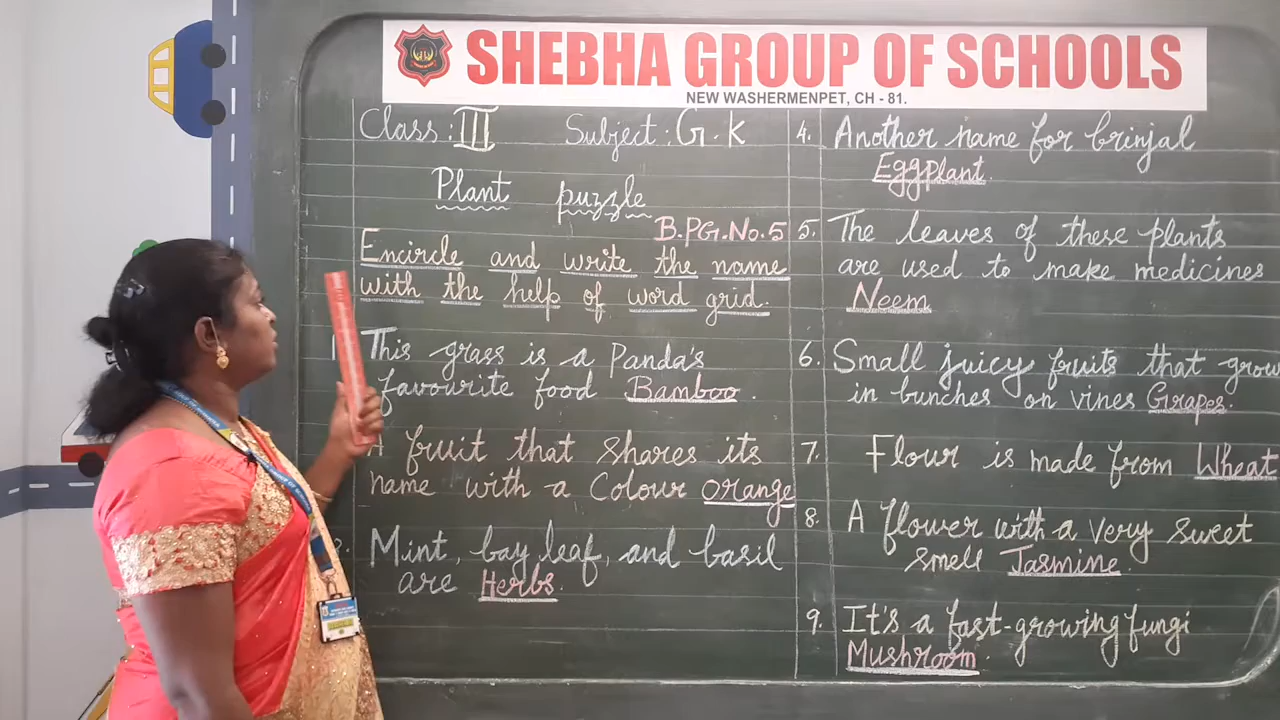 SHEBHA GROUP OF SCHOOLS
NEW WASHERMENPET, CH - 81.
Class : III Subject : G.K
Plant puzzle
B.PG.No.5
Encircle and write the name
with the help of word grid.
1. This grass is a Panda's
favourite food Bamboo.
A fruit that shares its
name with a Colour orange
Mint, bay leaf, and basil
are Herbs.
4. Another name for brinjal
Eggplant.
5. The leaves of these plants
are used to make medicines
Neem
6. Small juicy fruits that grow
in bunches on vines Grapes.
7. Flour is made from Wheat
8. A flower with a very sweet
smell Jasmine.
9. It's a fast-growing fungi
Mushroom.